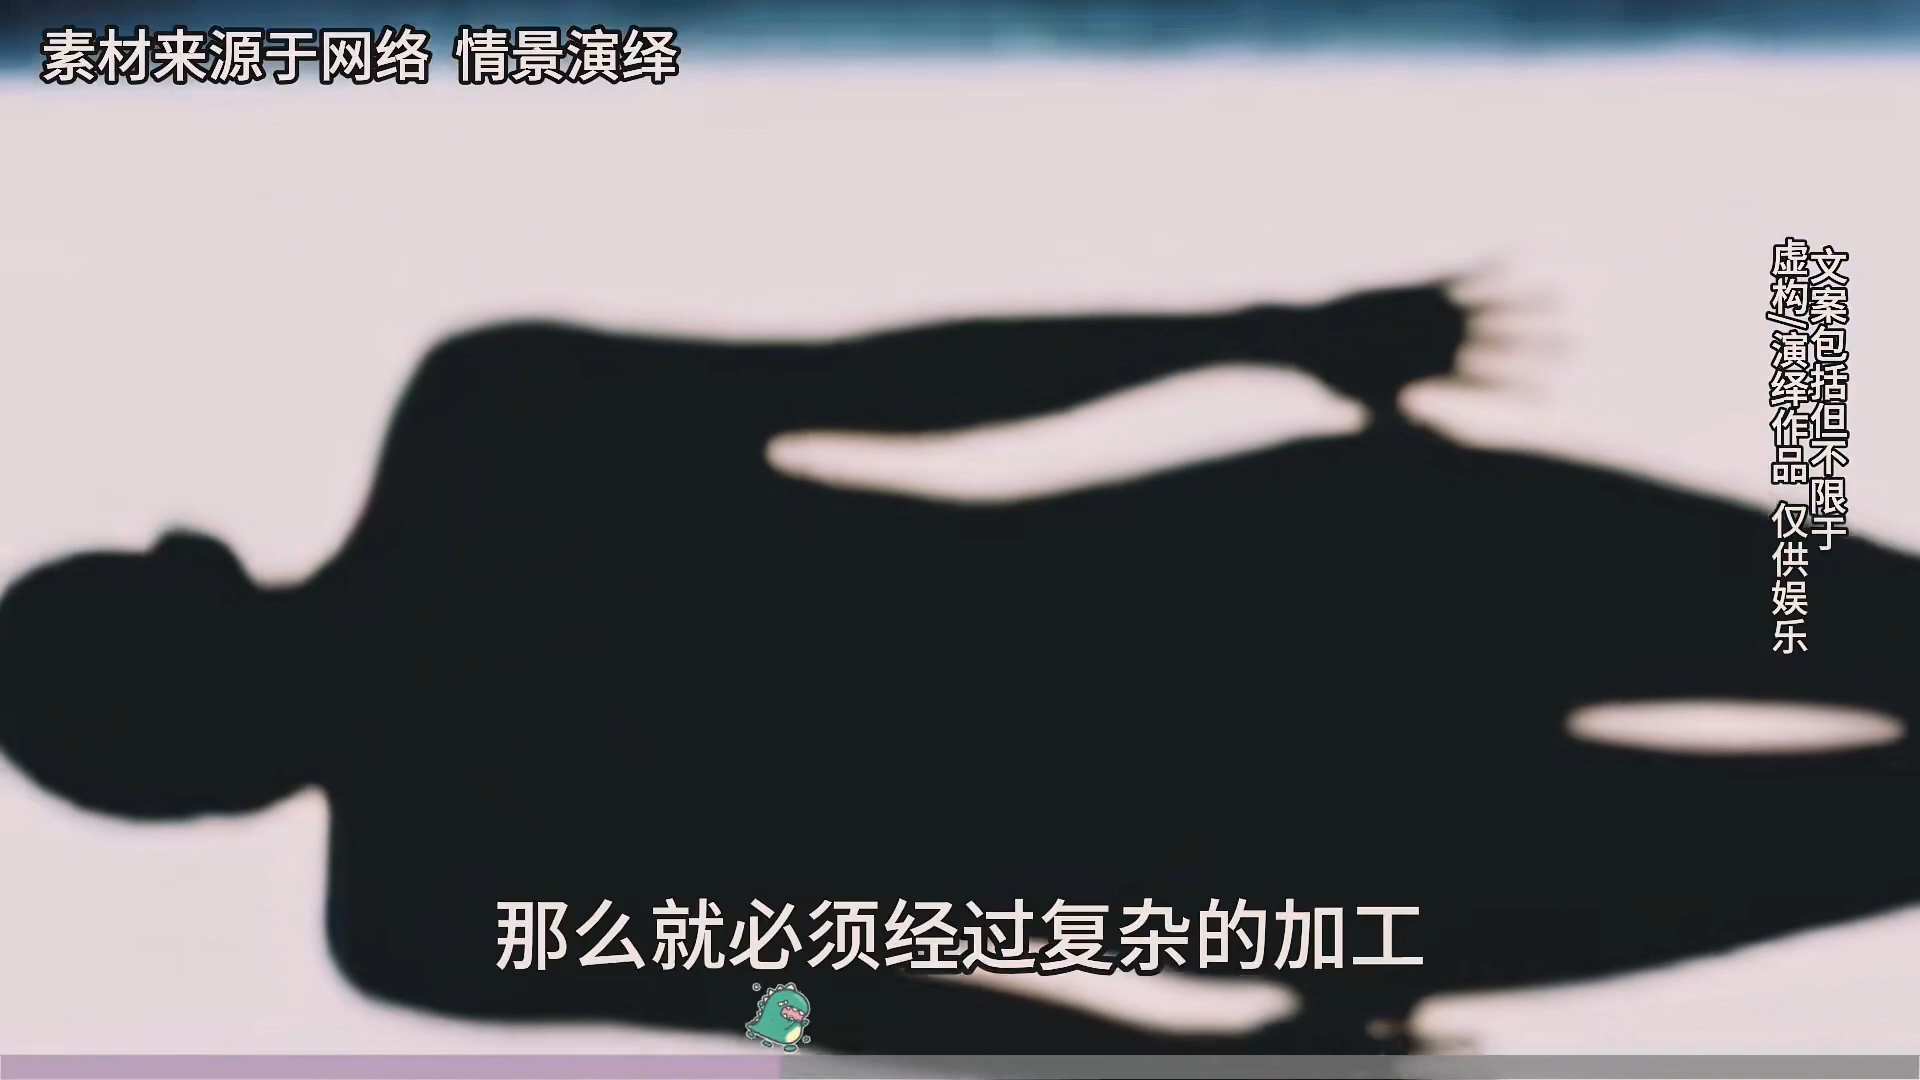 素材来源于网络 情景演绎
文案包括但不限于
虚构/演绎作品 仅供娱乐
那么就必须经过复杂的加工